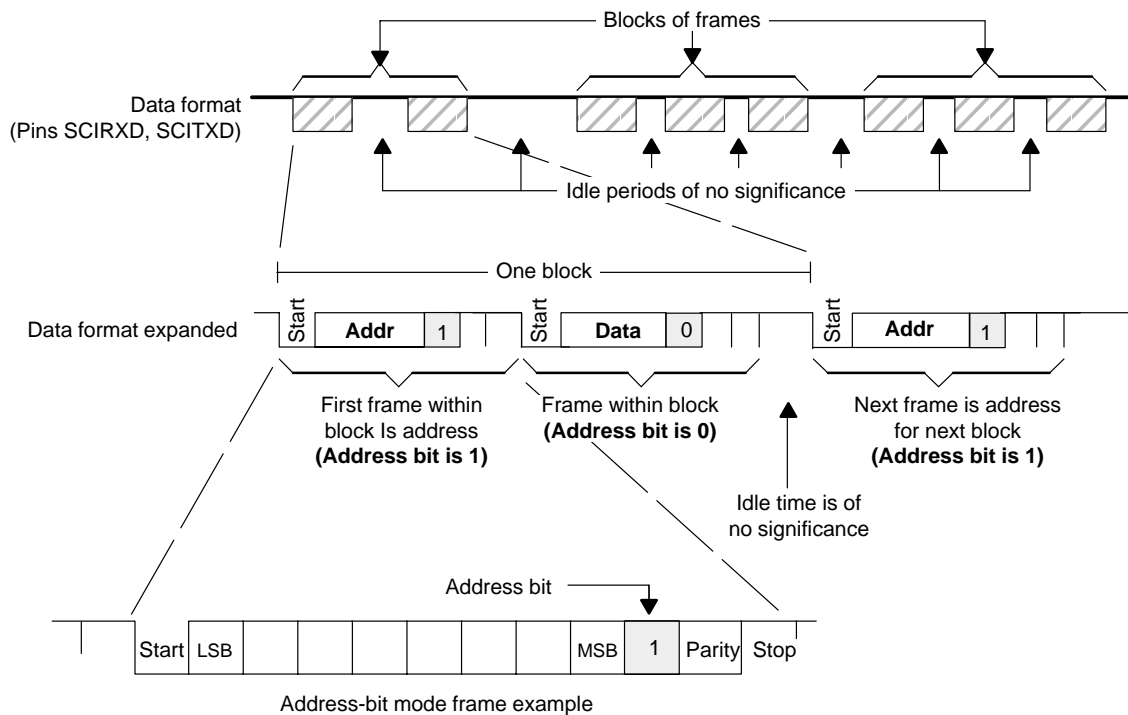 Blocks of frames
Data format
(Pins SCIRXD, SCITXD)
Idle periods of no significance
One block
Data format expanded
Start
Addr
1
Start
Data
0
Start
Addr
1
First frame within
block Is address
(Address bit is 1)
Frame within block
(Address bit is 0)
Next frame is address
for next block
(Address bit is 1)
Idle time is of
no significance
Address bit
Start
LSB
MSB
1
Parity
Stop
Address-bit mode frame example